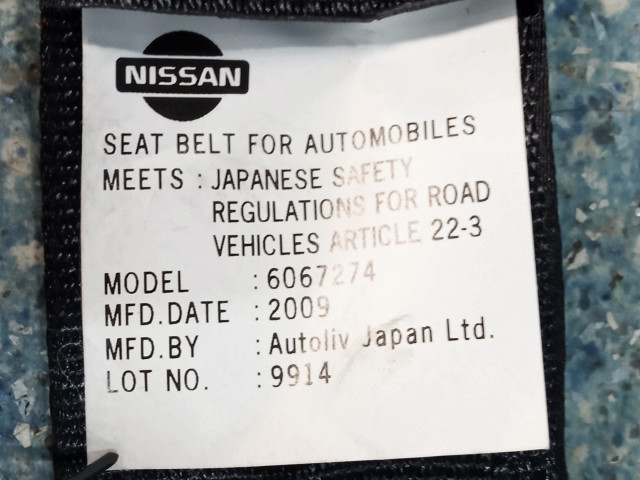 NISSAN
SEAT BELT FOR AUTOMOBILES
MEETS : JAPANESE SAFETY
REGULATIONS FOR ROAD
VEHICLES ARTICLE 22-3
MODEL : 6067274
MFD.DATE : 2009
MFD.BY : Autoliv Japan Ltd.
LOT NO. : 9914